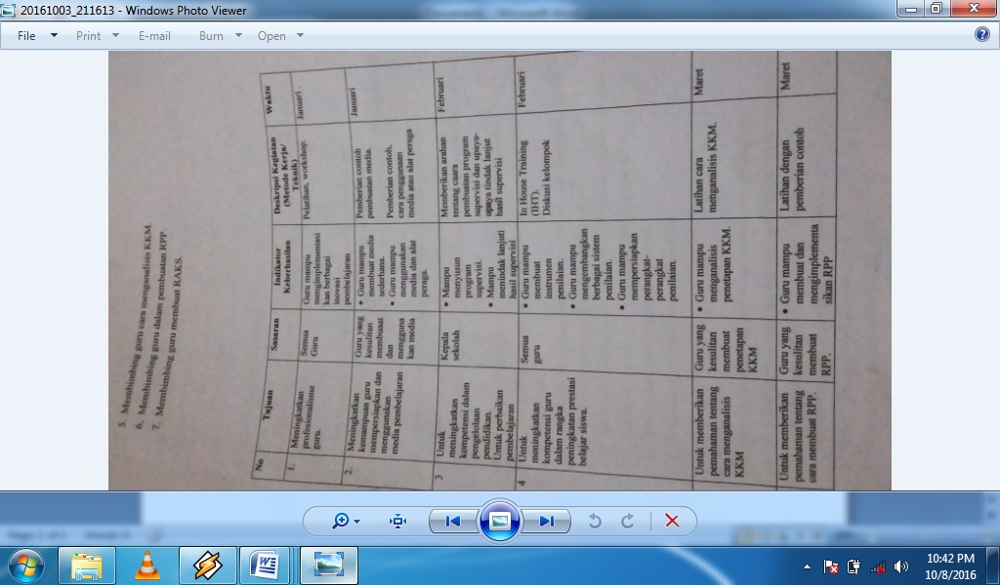 20161003_211613 - Windows Photo Viewer
File Print E-mail Burn Open
5. Membimbing guru cara menganalisis KKM.
6. Membimbing guru dalam pembuatan RPP.
7. Membimbing guru membuat RAKS.
No
Tujuan
Sasaran
Indikator
Keberhasilan
Deskripsi Kegiatan
(Metode Kerja/
Teknik)
Waktu
1.
Meningkatkan
profesionalisme
guru.
Semua
Guru
Guru mampu
mengimplementasi
kan berbagai
inovasi
pembelajaran
Pelatihan, workshop.
Januari
2.
Meningkatkan
kemampuan guru
mempersiapkan dan
menggunakan
media pembelajaran
Guru yang
kesulitan
membuaat
dan
mengguna
kan media
• Guru mampu
membuat media
sederhana.
• Guru mampu
menggunakan
media dan alat
peraga.
Pemberian contoh
pembuatan media.
Pemberian contoh,
cara penggunaan
media atau alat peraga
Januari
3
Untuk
meningkatkan
kompetensi dalam
pengelolaan
pendidikan.
Untuk perbaikan
pembelajaran
Kepala
sekolah
• Mampu
menyusun
program
supervisi.
• Mampu
menindak lanjuti
hasil supervisi
Memberikan arahan
tentang caara
pembuatan program
supervisi dan upaya-
upaya tindak lanjut
hasil supervisi
Februari
4
Untuk
meningkatkan
kompetensi guru
dalam rangka
peningkatan prestasi
belajar siswa.
Semua
guru
• Guru mampu
membuat
instrumen
penilaian.
• Guru mampu
mengembangkan
berbagai sistem
penilaian.
• Guru mampu
mempersiapkan
perangkat-
perangkat
penilaian.
In House Training
(IHT).
Diskusi kelompok
Februari
Untuk memberikan
pemahaman tentang
cara menganalisis
KKM
Guru yang
kesulitan
membuat
penetapan
KKM
• Guru mampu
menganalisis
penetapan KKM.
Latihan cara
menganalisis KKM.
Maret
Untuk memberikan
pemahaman tentang
cara membuat RPP.
Guru yang
kesulitan
membuat
RPP.
• Guru mampu
membuat dan
mengimplementa
sikan RPP
Latihan dengan
pemberian contoh
Maret
10:42 PM
10/8/2016